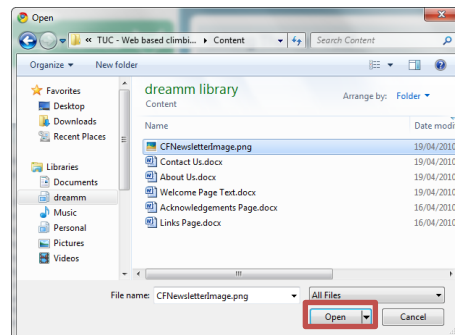 Open
« TUC - Web based climbi... ▸ Content
Search Content
Organize
New folder
Favorites
Desktop
Downloads
Recent Places
Libraries
Documents
dreamm
Music
Personal
Pictures
Videos
dreamm library
Content
Arrange by: Folder
Name
Date modi
CFNewsletterImage.png 19/04/2010
Contact Us.docx 19/04/2010
About Us.docx 19/04/2010
Welcome Page Text.docx 19/04/2010
Acknowledgements Page.docx 16/04/2010
Links Page.docx 16/04/2010
File name: CFNewsletterImage.png
All Files
Open
Cancel